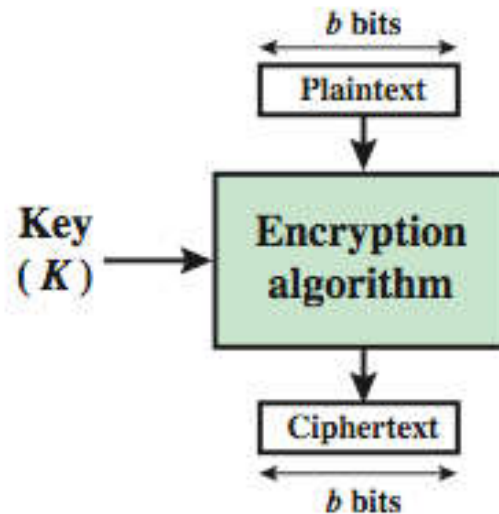 b bits
Plaintext
Key
(K)
Encryption
algorithm
Ciphertext
b bits